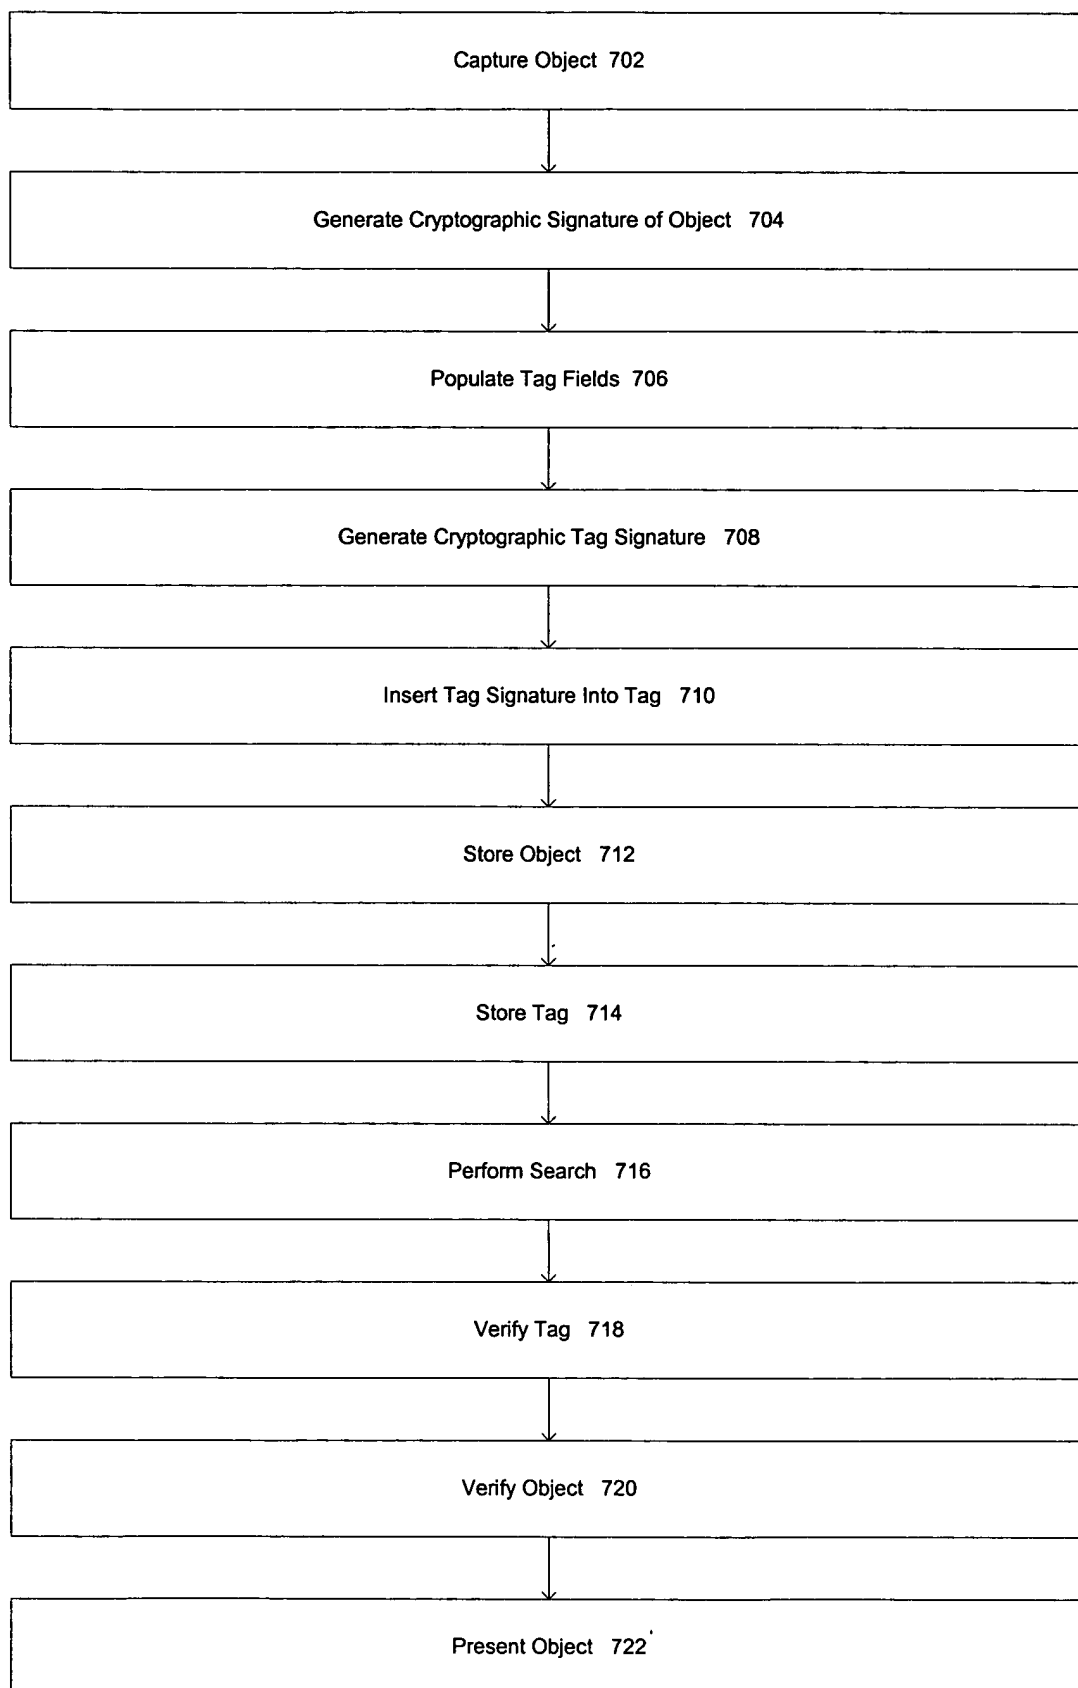 Capture Object 702
Generate Cryptographic Signature of Object 704
Populate Tag Fields 706
Generate Cryptographic Tag Signature 708
Insert Tag Signature Into Tag 710
Store Object 712
Store Tag 714
Perform Search 716
Verify Tag 718
Verify Object 720
Present Object 722